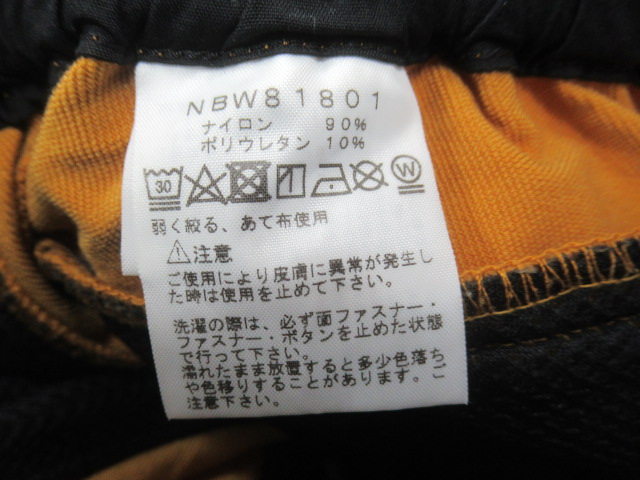 NBW81801
ナイロン 90%
ポリウレタン 10%
30 W
弱く絞る、あて布使用
⚠注意
ご使用により皮膚に異常が発生し
た時は使用を止めて下さい。
洗濯の際は、必ず面ファスナー・
ファスナー・ボタンを止めた状態
で行って下さい。
濡れたまま放置すると多少色落ち
や色移りすることがあります。ご
注意下さい。